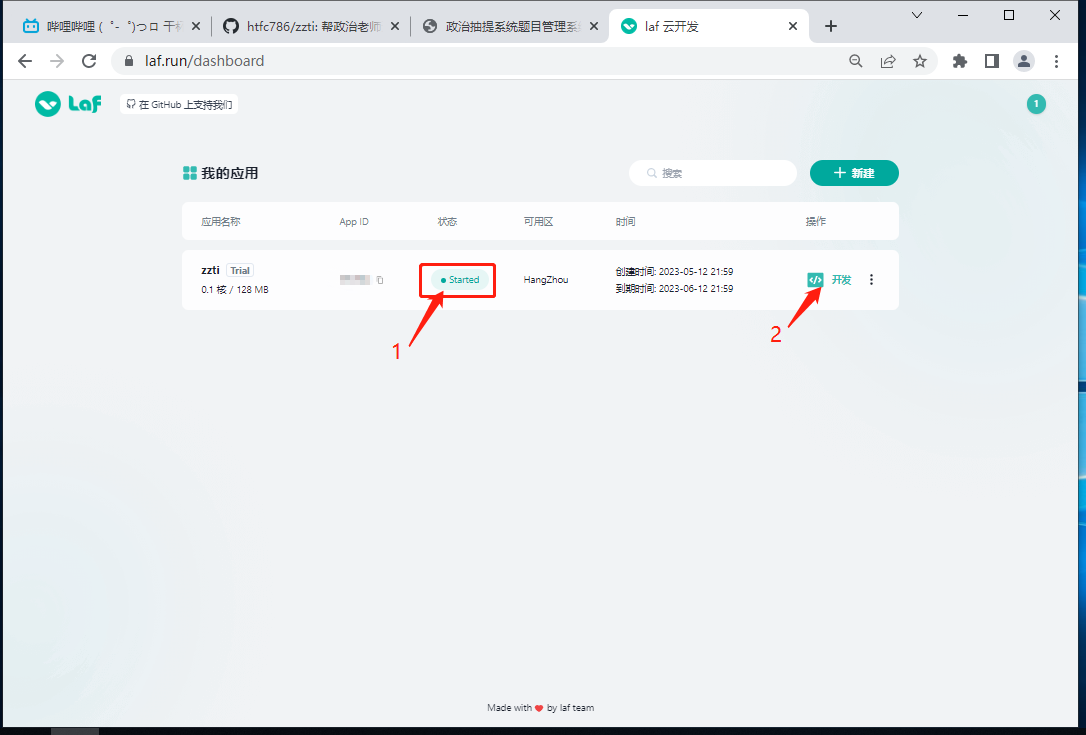 哔哩哔哩 (゜-゜)つロ 干
htfc786/zzti: 帮政治老师
政治抽提系统题目管理系
laf 云开发
laf.run/dashboard
Laf
在 GitHub 上支持我们
1
我的应用
搜索
新建
应用名称 App ID 状态 可用区 时间 操作
zzti Trial
0.1 核 / 128 MB
Started
HangZhou
创建时间: 2023-05-12 21:59
到期时间: 2023-06-12 21:59
开发
1
2
Made with by laf team